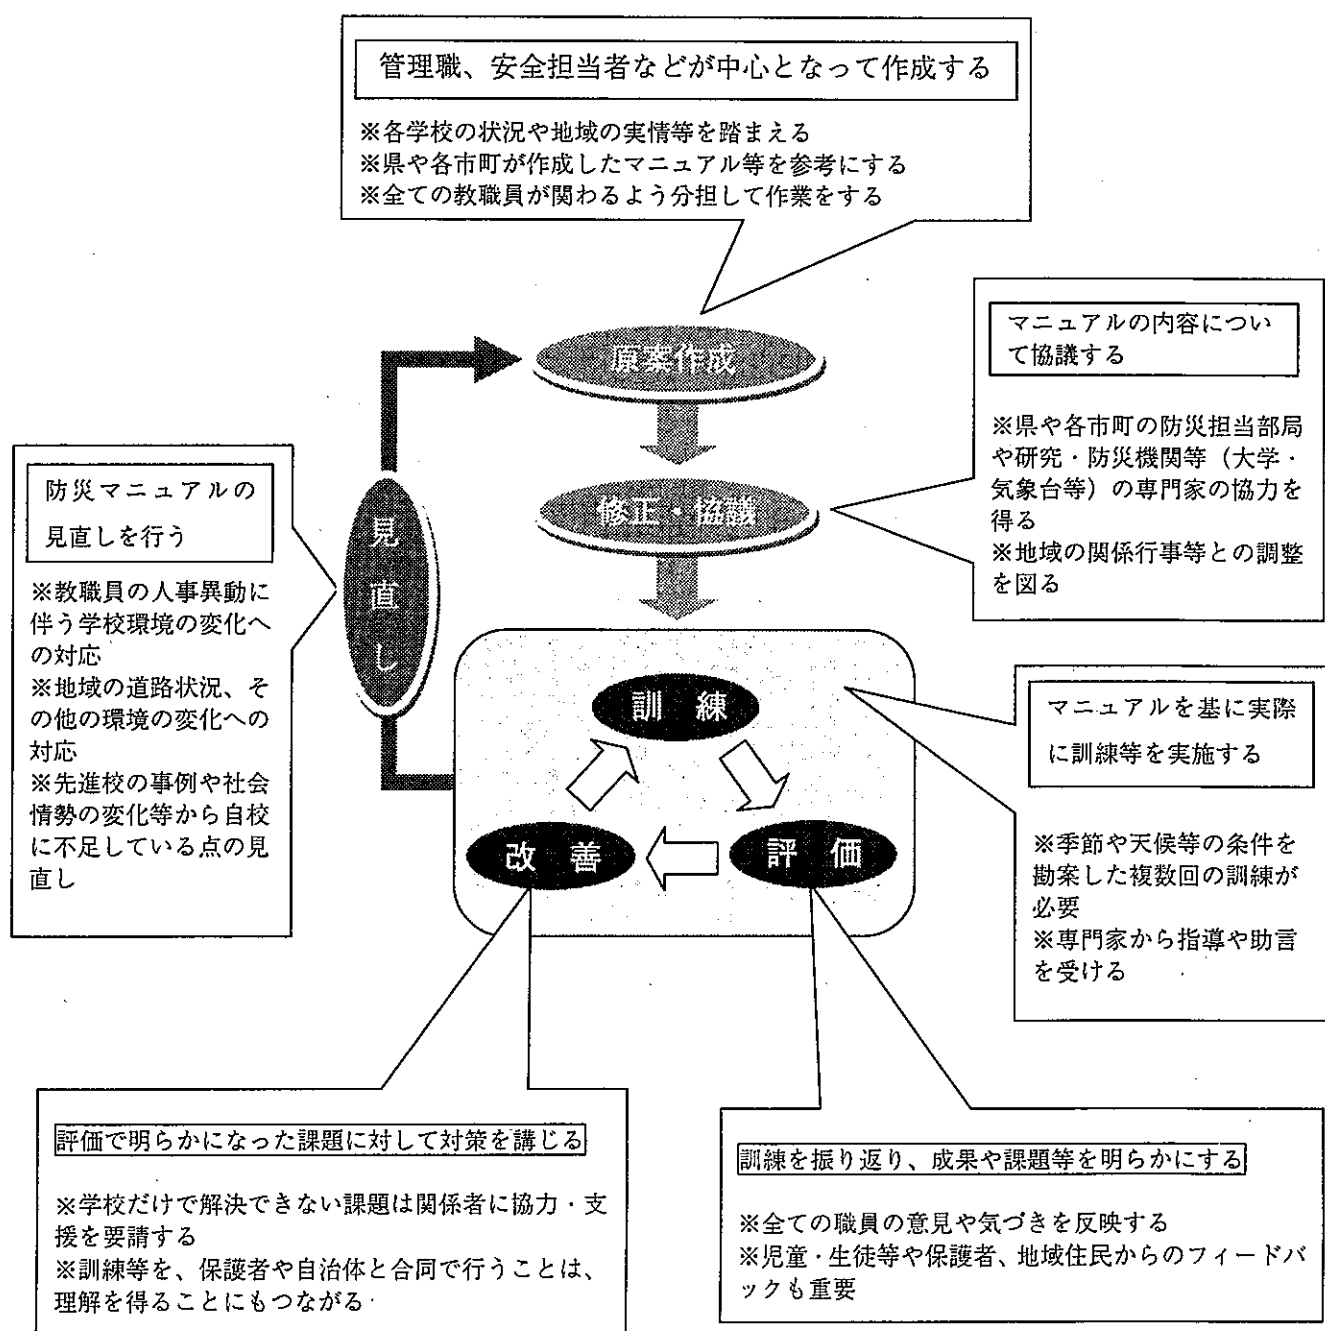 管理職、安全担当者などが中心となって作成する
※各学校の状況や地域の実情等を踏まえる
※県や各市町が作成したマニュアル等を参考にする
※全ての教職員が関わるよう分担して作業をする
原案作成
マニュアルの内容につい
て協議する
※県や各市町の防災担当部局
や研究・防災機関等（大学・
気象台等）の専門家の協力を
得る
※地域の関係行事等との調整
を図る
修正・協議
防災マニュアルの
見直しを行う
※教職員の人事異動に
伴う学校環境の変化へ
の対応
※地域の道路状況、そ
の他の環境の変化への
対応
※先進校の事例や社会
情勢の変化等から自校
に不足している点の見
直し
見直し
訓練
評価
改善
マニュアルを基に実際
に訓練等を実施する
※季節や天候等の条件を
勘案した複数回の訓練が
必要
※専門家から指導や助言
を受ける
評価で明らかになった課題に対して対策を講じる
※学校だけで解決できない課題は関係者に協力・支
援を要請する
※訓練等を、保護者や自治体と合同で行うことは、
理解を得ることにもつながる
訓練を振り返り、成果や課題等を明らかにする
※全ての職員の意見や気づきを反映する
※児童・生徒等や保護者、地域住民からのフィードバ
ックも重要